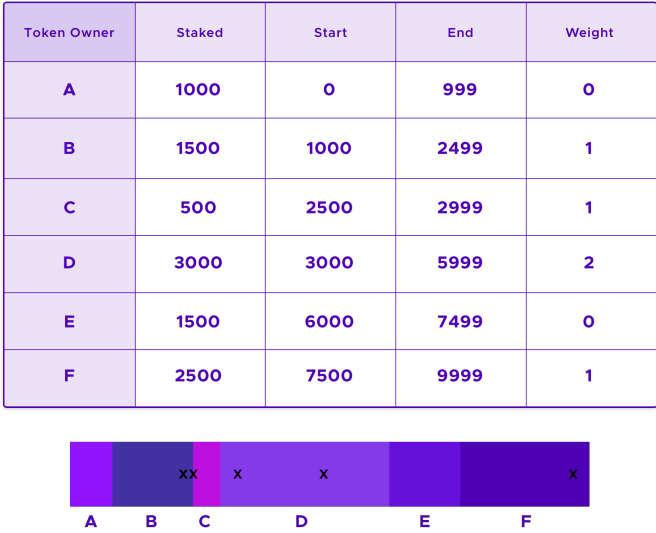 Token Owner Staked Start End Weight
A 1000 0 999 0
B 1500 1000 2499 1
C 500 2500 2999 1
D 3000 3000 5999 2
E 1500 6000 7499 0
F 2500 7500 9999 1
xx x x x
A B C D E F